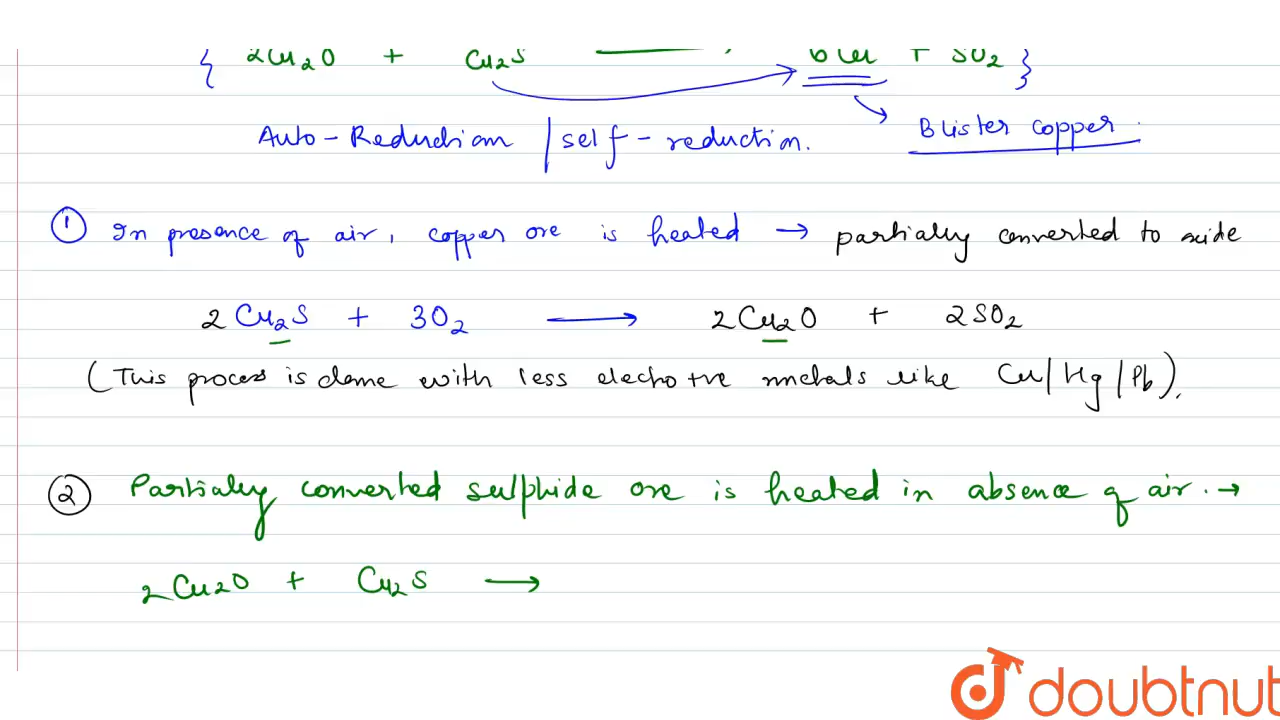 { 2Cu2O + Cu2S → 6Cu + SO2 }
Auto-Reduction / self-reduction. Blister copper.
① In presence of air, copper ore is heated → partially converted to oxide
2 Cu2S + 3O2 → 2Cu2O + 2SO2
(This process is done with less electro +ve metals like Cu/Hg/Pb).
② Partially converted sulphide ore is heated in absence of air. →
2Cu2O + Cu2S →
doubtnut